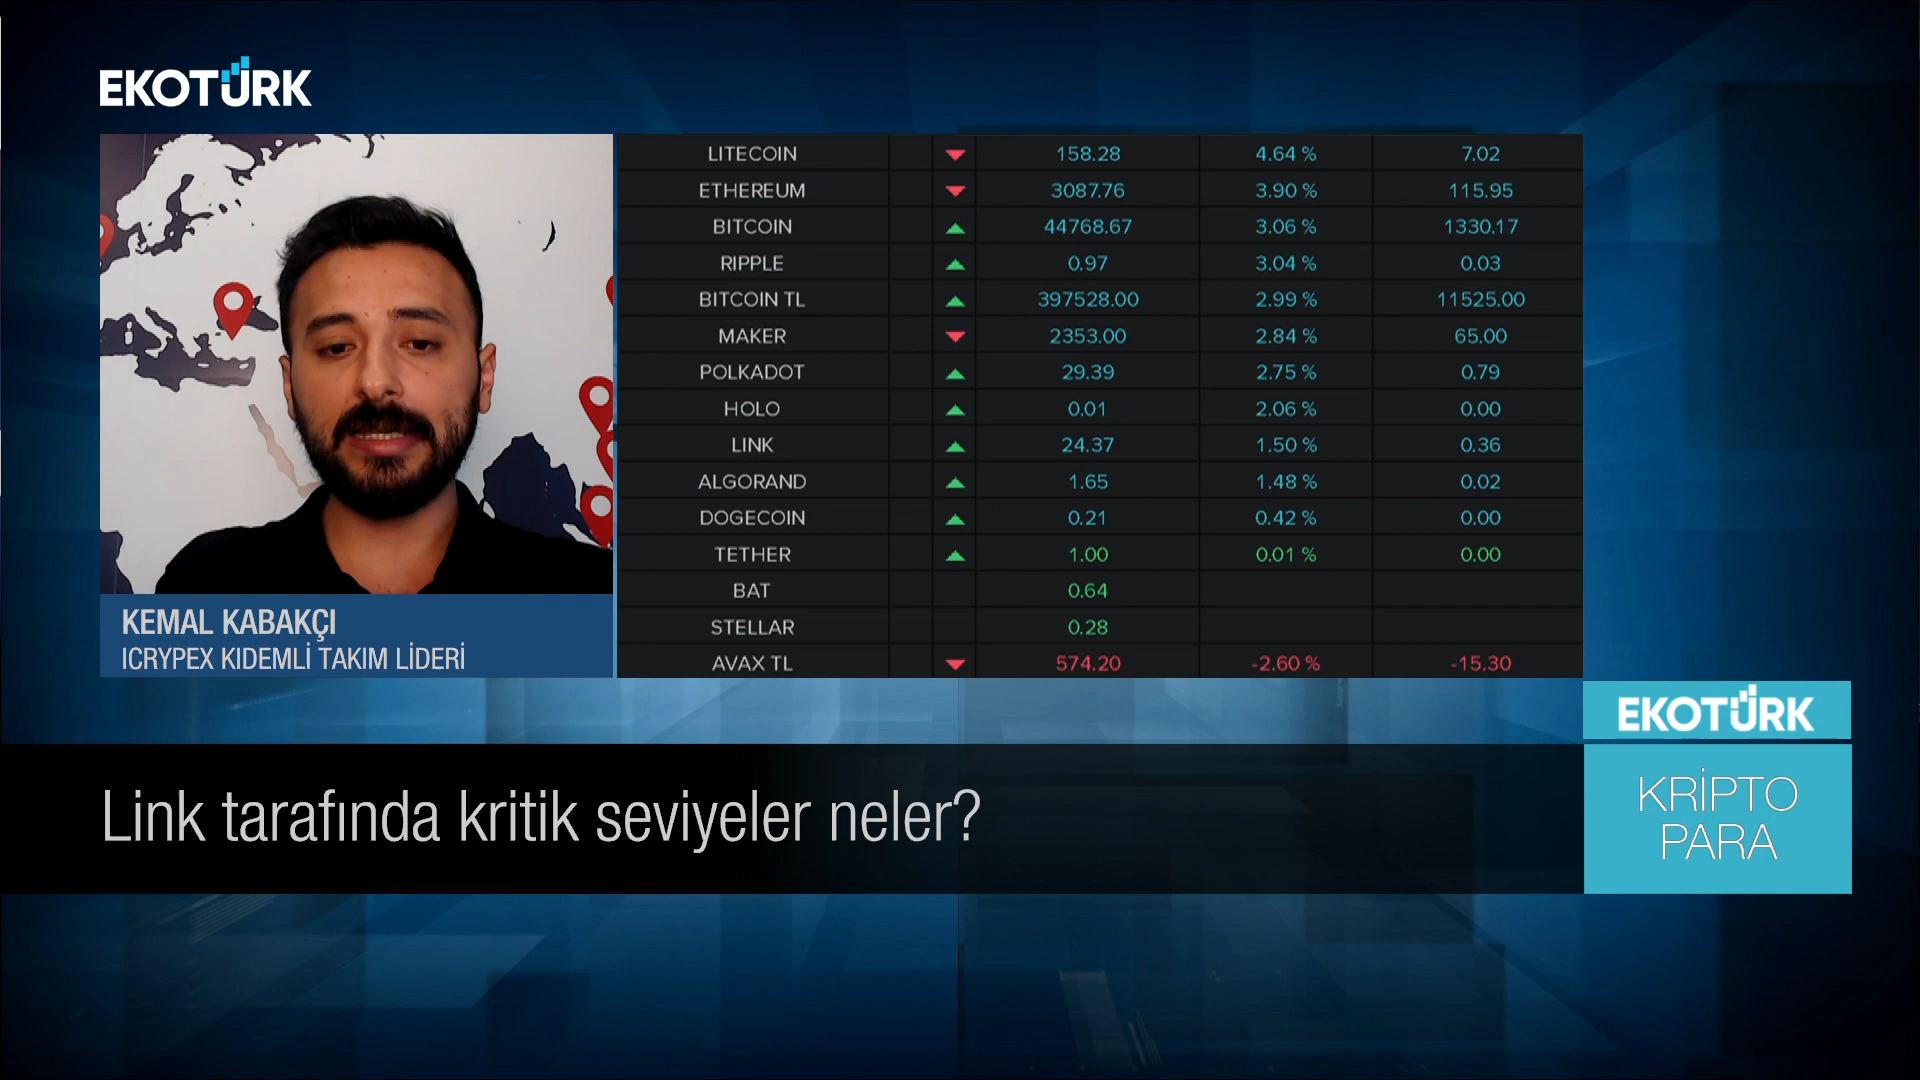 EKOTÜRK
LITECOIN 158.28 4.64 % 7.02
ETHEREUM 3087.76 3.90 % 115.95
BITCOIN 44768.67 3.06 % 1330.17
RIPPLE 0.97 3.04 % 0.03
BITCOIN TL 397528.00 2.99 % 11525.00
MAKER 2353.00 2.84 % 65.00
POLKADOT 29.39 2.75 % 0.79
HOLO 0.01 2.06 % 0.00
LINK 24.37 1.50 % 0.36
ALGORAND 1.65 1.48 % 0.02
DOGECOIN 0.21 0.42 % 0.00
TETHER 1.00 0.01 % 0.00
BAT 0.64
STELLAR 0.28
AVAX TL 574.20 -2.60 % -15.30
KEMAL KABAKÇI
ICRYPEX KIDEMLİ TAKIM LİDERİ
EKOTÜRK
Link tarafında kritik seviyeler neler?
KRİPTO
PARA